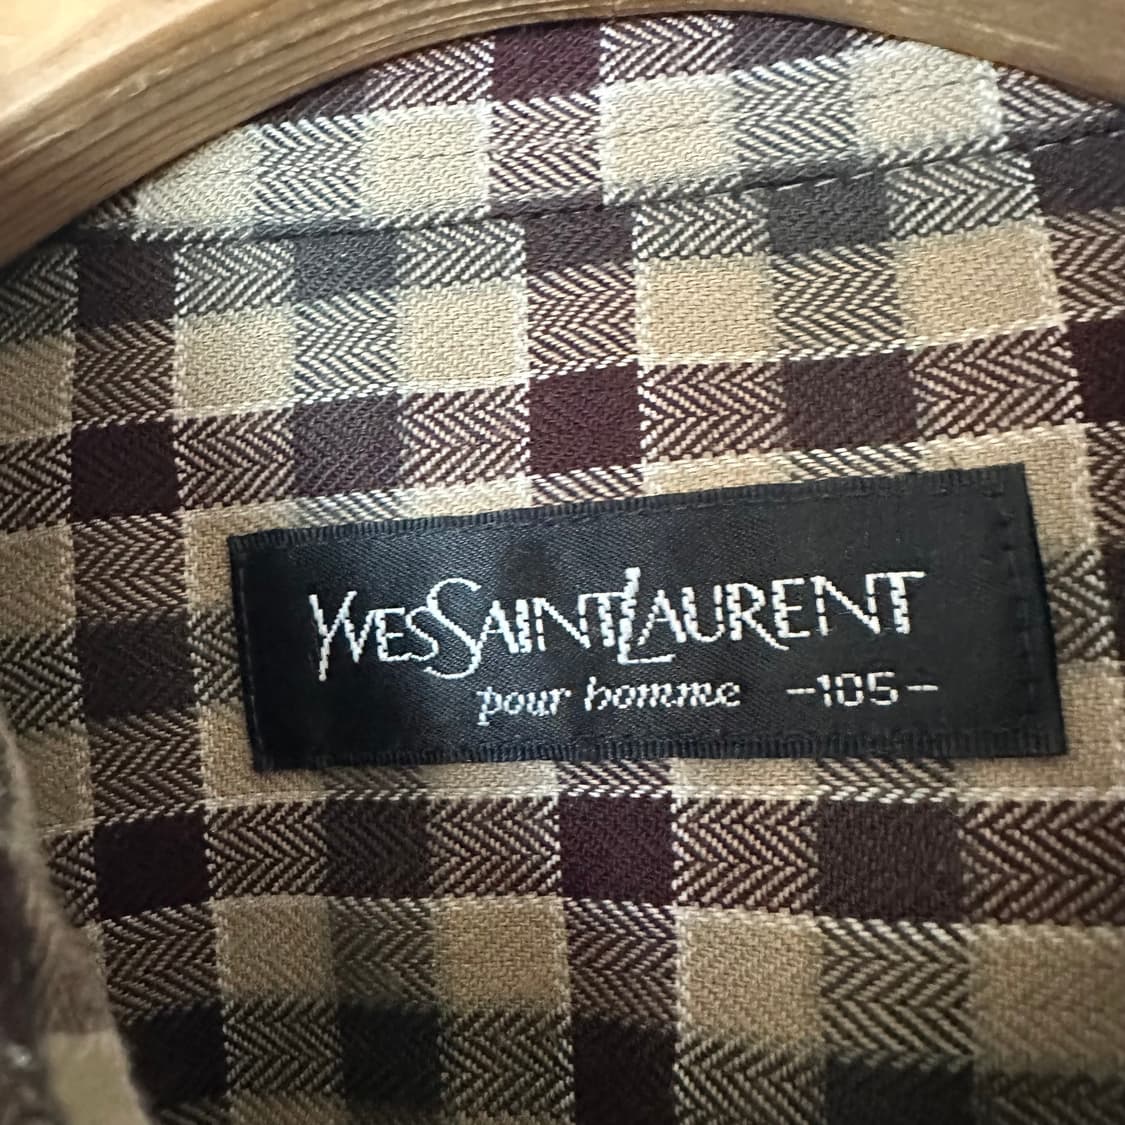 YVESSAINTLAURENT
pour homme -105-